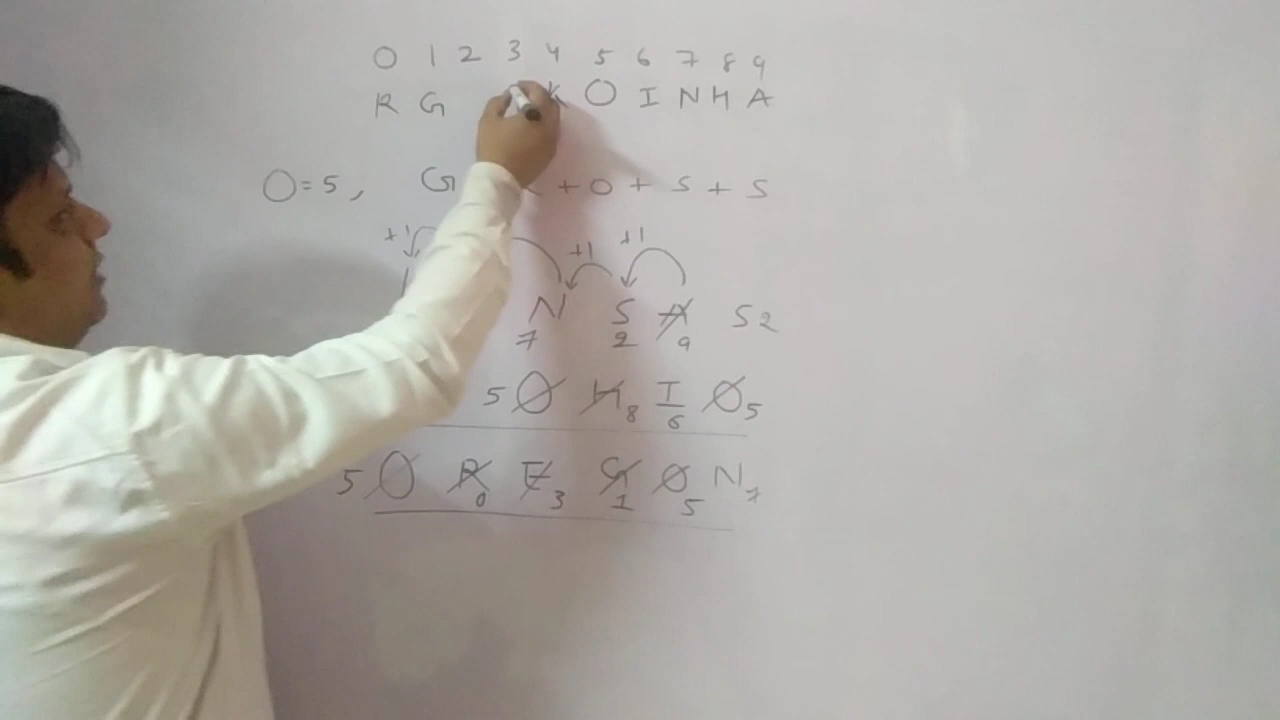 0 1 2 3 4 5 6 7 8 9
R G K O I N H A
O = 5 , G + O + S + S
+1 +1 +1
N 7 S 2 A 9 S 2
5 O H 8 I 6 O 5
5 O R 0 E 3 G 1 O 5 N 7